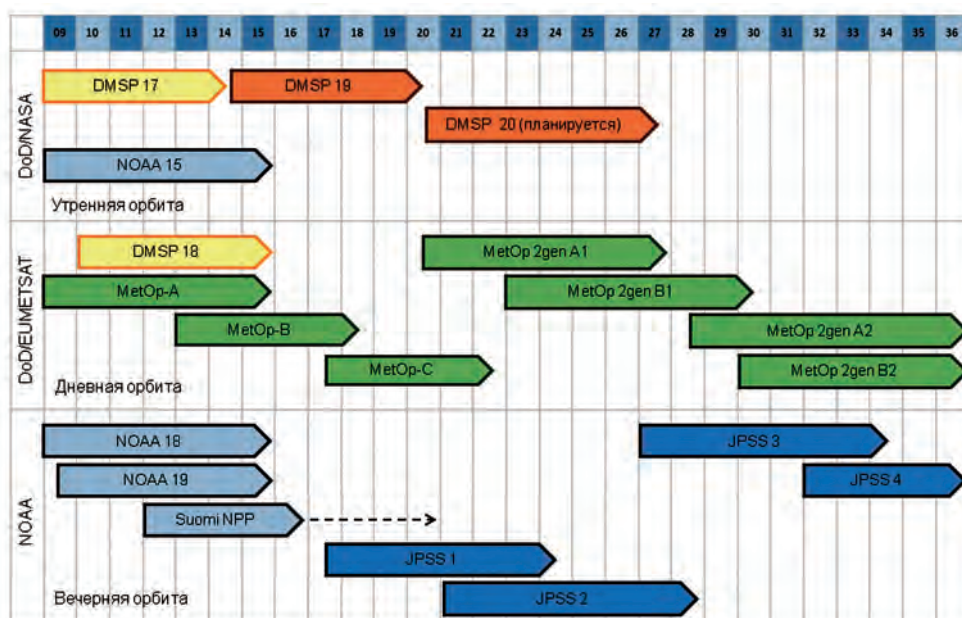 09 10 11 12 13 14 15 16 17 18 19 20 21 22 23 24 25 26 27 28 29 30 31 32 33 34 35 36
DoD/NASA
DMSP 17
DMSP 19
DMSP 20 (планируется)
NOAA 15
Утренняя орбита
DoD/EUMETSAT
DMSP 18
MetOp 2gen A1
MetOp-A
MetOp 2gen B1
MetOp-B
MetOp 2gen A2
MetOp-C
MetOp 2gen B2
Дневная орбита
NOAA
NOAA 18
JPSS 3
NOAA 19
JPSS 4
Suomi NPP
JPSS 1
JPSS 2
Вечерняя орбита